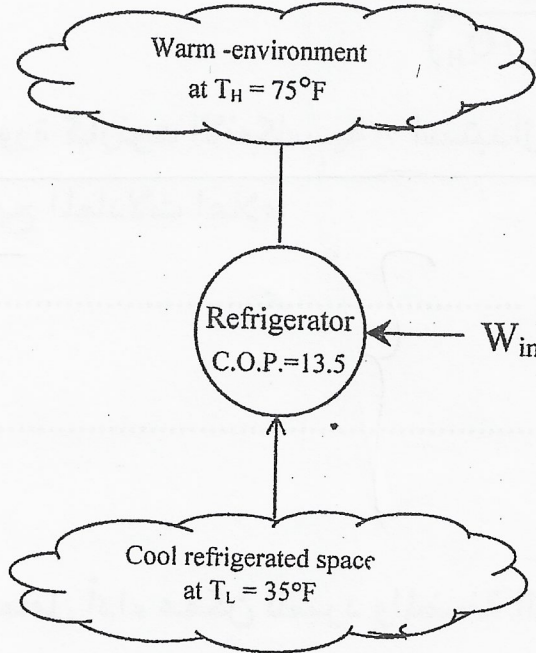 Warm -environment
at T_H = 75°F
Refrigerator
C.O.P.=13.5
W_in
Cool refrigerated space
at T_L = 35°F